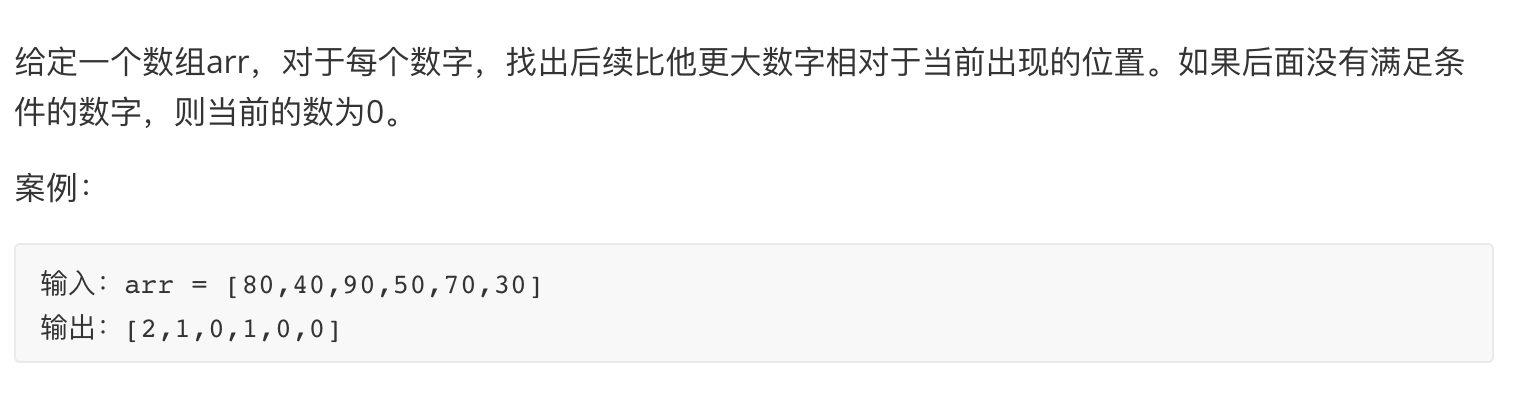 给定一个数组arr，对于每个数字，找出后续比他更大数字相对于当前出现的位置。如果后面没有满足条
件的数字，则当前的数为0。
案例：
输入：arr = [80,40,90,50,70,30]
输出：[2,1,0,1,0,0]